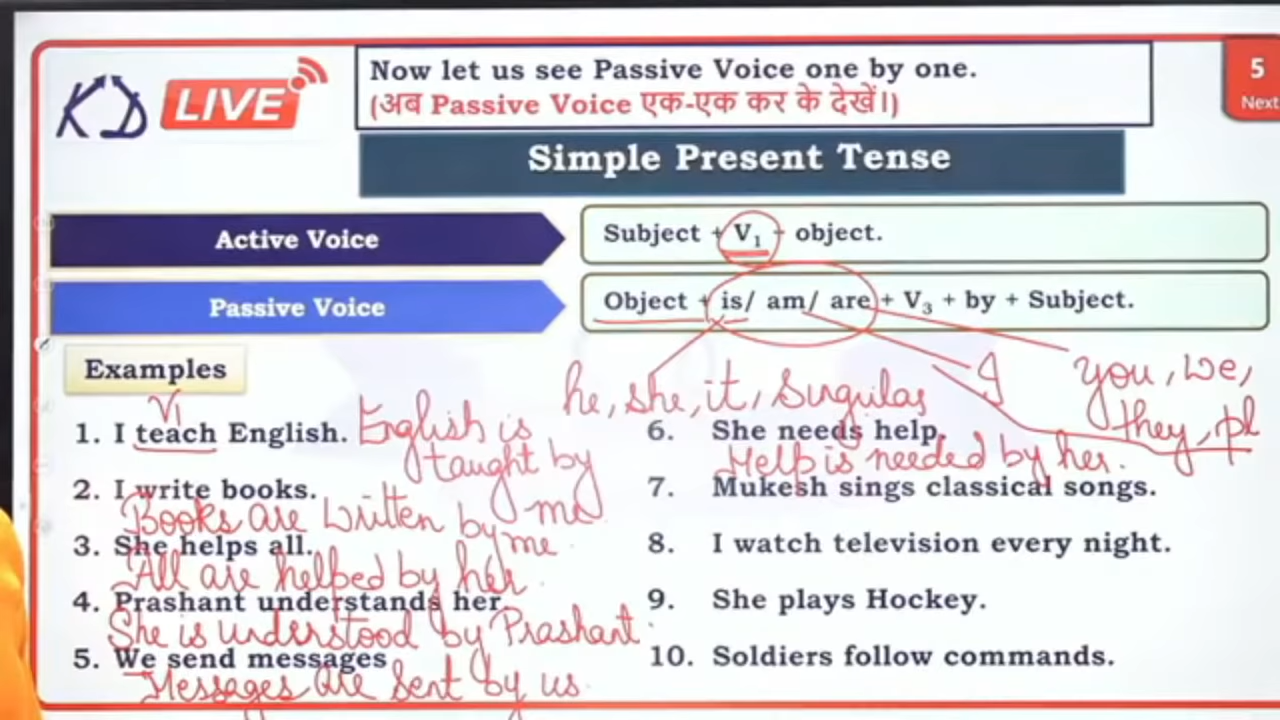 KD LIVE
Now let us see Passive Voice one by one.
(अब Passive Voice एक-एक कर के देखें।)
5
Next
Simple Present Tense
Active Voice
Subject + V₁ + object.
Passive Voice
Object + is/ am/ are + V₃ + by + Subject.
Examples
he, she, it, Singular
I
you, we,
they, pl
V₁
1. I teach English.
English is
taught by
me
2. I write books.
Books are written by me.
3. She helps all.
All are helped by her.
4. Prashant understands her.
She is understood by Prashant.
5. We send messages
Messages are sent by us.
6. She needs help.
Help is needed by her.
7. Mukesh sings classical songs.
8. I watch television every night.
9. She plays Hockey.
10. Soldiers follow commands.